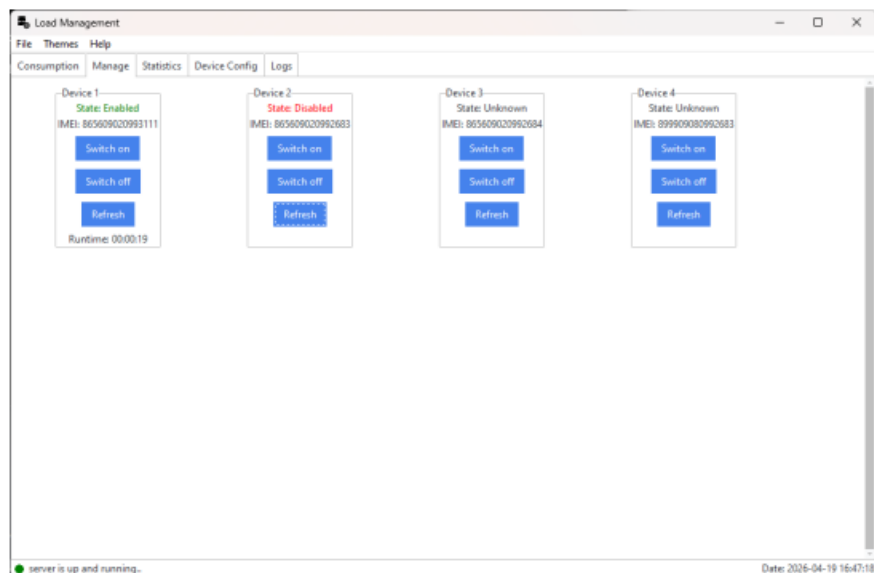 Load Management
File Themes Help
Consumption Manage Statistics Device Config Logs
Device 1
State: Enabled
IMEI: 865609020993111
Switch on
Switch off
Refresh
Runtime: 00:00:19
Device 2
State: Disabled
IMEI: 865609020992683
Switch on
Switch off
Refresh
Device 3
State: Unknown
IMEI: 865609020992684
Switch on
Switch off
Refresh
Device 4
State: Unknown
IMEI: 899909080992683
Switch on
Switch off
Refresh
server is up and running..
Date: 2026-04-19 16:47:18